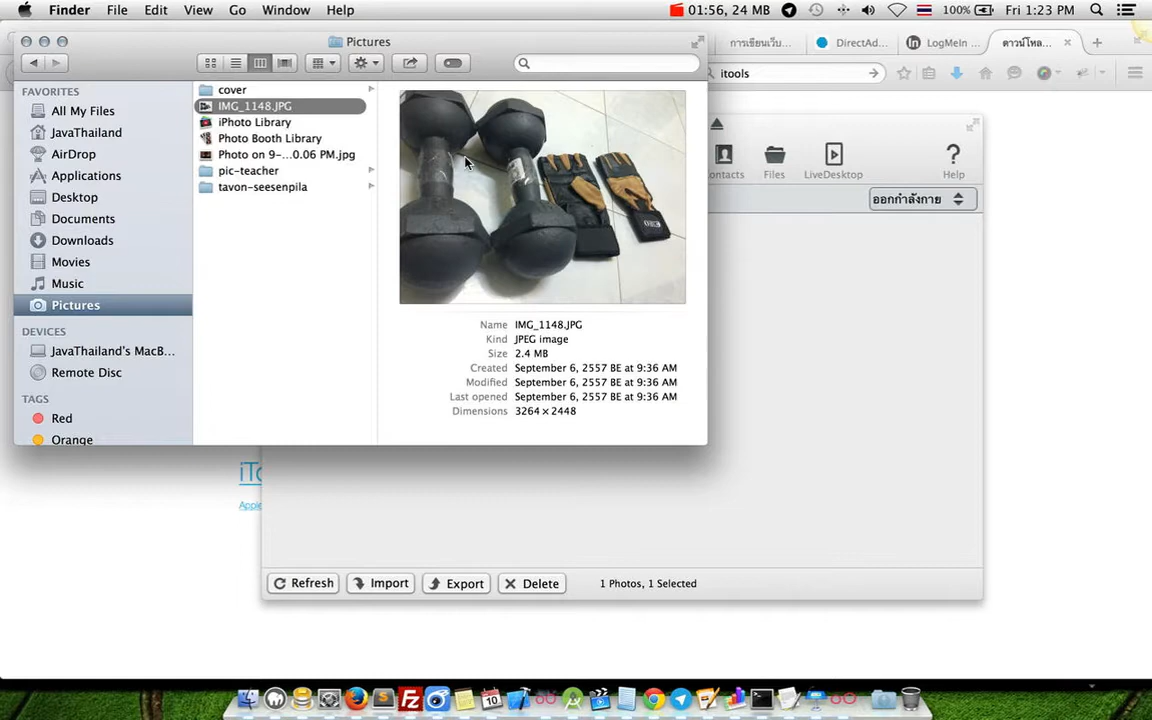 Finder File Edit View Go Window Help 01:56, 24 MB 100% Fri 1:23 PM
Pictures
การเขียนเว็บ... DirectAd... LogMeIn ดาวน์โหล...
itools
FAVORITES
All My Files
JavaThailand
AirDrop
Applications
Desktop
Documents
Downloads
Movies
Music
Pictures
DEVICES
JavaThailand's MacB...
Remote Disc
TAGS
Red
Orange
cover
IMG_1148.JPG
iPhoto Library
Photo Booth Library
Photo on 9-...0.06 PM.jpg
pic-teacher
tavon-seesenpila
Name IMG_1148.JPG
Kind JPEG image
Size 2.4 MB
Created September 6, 2557 BE at 9:36 AM
Modified September 6, 2557 BE at 9:36 AM
Last opened September 6, 2557 BE at 9:36 AM
Dimensions 3264 × 2448
ontacts Files LiveDesktop Help
ออกกำลังกาย
iTo
Apple
Refresh Import Export Delete 1 Photos, 1 Selected